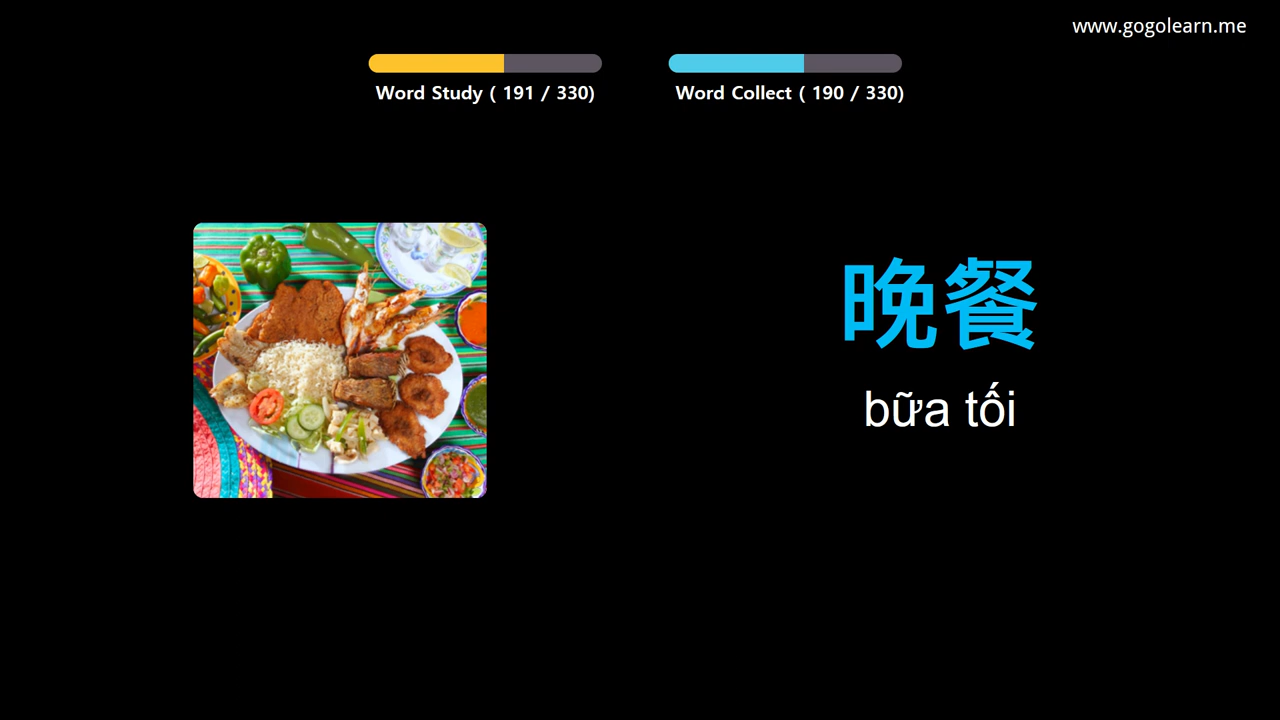 www.gogolearn.me
Word Study ( 191 / 330)
Word Collect ( 190 / 330)
晚餐
bữa tối